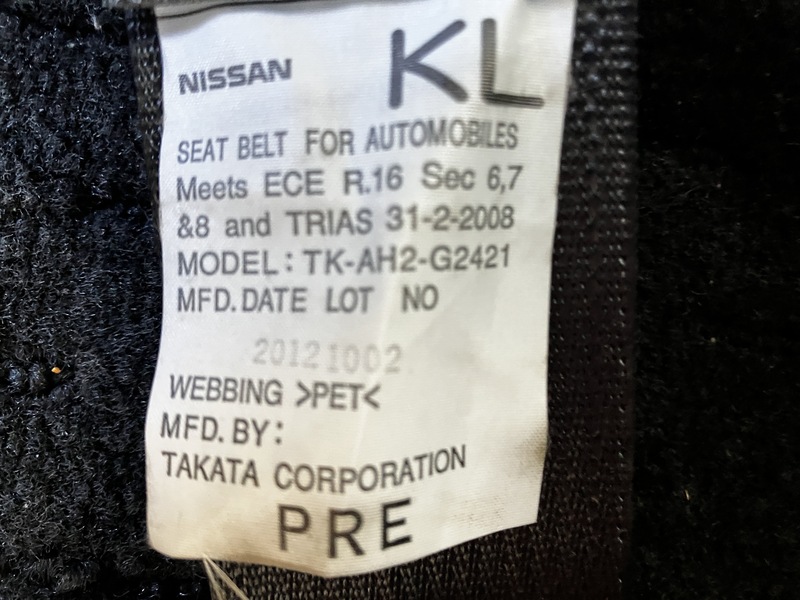 NISSAN KL
SEAT BELT FOR AUTOMOBILES
Meets ECE R.16 Sec 6,7
&8 and TRIAS 31-2-2008
MODEL: TK-AH2-G2421
MFD.DATE LOT NO
20121002
WEBBING >PET<
MFD. BY:
TAKATA CORPORATION
PRE